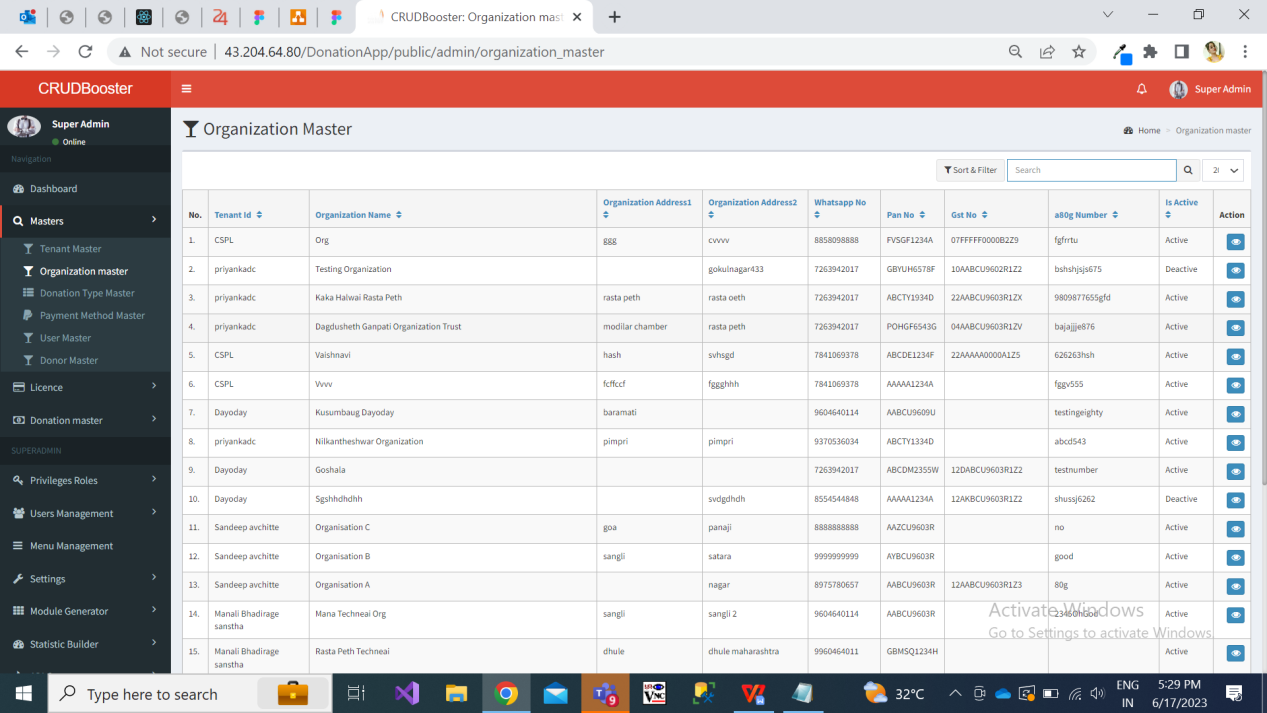 CRUDBooster: Organization mast
Not secure 43.204.64.80/DonationApp/public/admin/organization_master
CRUDBooster
Super Admin
Super Admin
Online
Organization Master
Home > Organization master
Navigation
Dashboard
Masters
Tenant Master
Organization master
Donation Type Master
Payment Method Master
User Master
Donor Master
Licence
Donation master
SUPERADMIN
Privileges Roles
Users Management
Menu Management
Settings
Module Generator
Statistic Builder
Sort & Filter Search
No. Tenant Id Organization Name Organization Address1 Organization Address2 Whatsapp No Pan No Gst No a80g Number Is Active Action
1. CSPL Org ggg cvvvv 8858098888 FVSGF1234A 07FFFFF0000B2Z9 fgfrrtu Active
2. priyankadc Testing Organization gokulnagar433 7263942017 GBYUH6578F 10AABCU9602R1Z2 bshshjsjs675 Deactive
3. priyankadc Kaka Halwai Rasta Peth rasta peth rasta oeth 7263942017 ABCTY1934D 22AABCU9603R1ZX 9809877655gfd Active
4. priyankadc Dagdusheth Ganpati Organization Trust modilar chamber rasta peth 7263942017 POHGF6543G 04AABCU9603R1ZV bajajjje876 Active
5. CSPL Vaishnavi hash svhsgd 7841069378 ABCDE1234F 22AAAAA0000A1Z5 626263hsh Active
6. CSPL Vvvv fcffccf fggghhh 7841069378 AAAAA1234A fggv555 Active
7. Dayoday Kusumbaug Dayoday baramati 9604640114 AABCU9609U testingeighty Active
8. priyankadc Nilkantheshwar Organization pimpri pimpri 9370536034 ABCTY1334D abcd543 Active
9. Dayoday Goshala 7263942017 ABCDM2355W 12DABCU9603R1Z2 testnumber Active
10. Dayoday Sgshhdhdhh svdgdhdh 8554544848 AAAAA1234A 12AKBCU9603R1Z2 shussj6262 Deactive
11. Sandeep avchitte Organisation C goa panaji 8888888888 AAZCU9603R no Active
12. Sandeep avchitte Organisation B sangli satara 9999999999 AYBCU9603R good Active
13. Sandeep avchitte Organisation A nagar 8975780657 AABCU9603R 12AABCU9603R1Z3 80g Active
14. Manali Bhadirage sanstha Mana Techneai Org sangli sangli 2 9604640114 AABCU9603R Active
15. Manali Bhadirage sanstha Rasta Peth Techneai dhule dhule maharashtra 9960464011 GBMSQ1234H Active
Activate Windows
Go to Settings to activate Windows.
Type here to search
9
32°C
ENG
IN
5:29 PM
6/17/2023